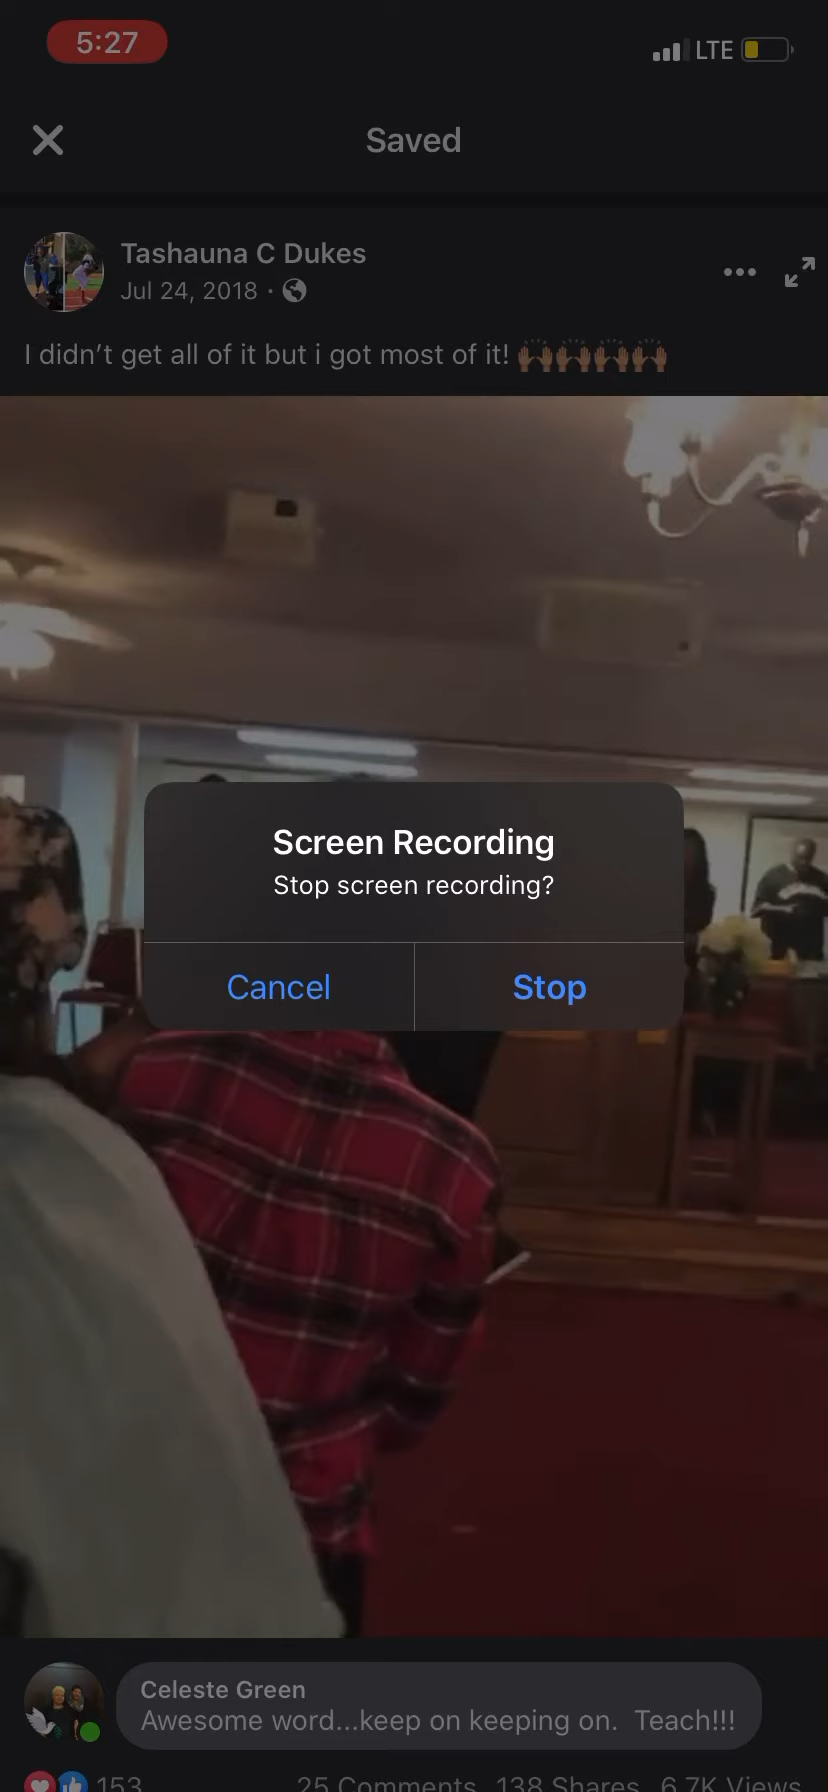 5:27
LTE
Saved
Tashauna C Dukes
Jul 24, 2018 ·
I didn't get all of it but i got most of it! 🙌🏾🙌🏾🙌🏾🙌🏾
Screen Recording
Stop screen recording?
Cancel Stop
Celeste Green
Awesome word...keep on keeping on. Teach!!!
153 25 Comments 138 Shares 6.7K Views